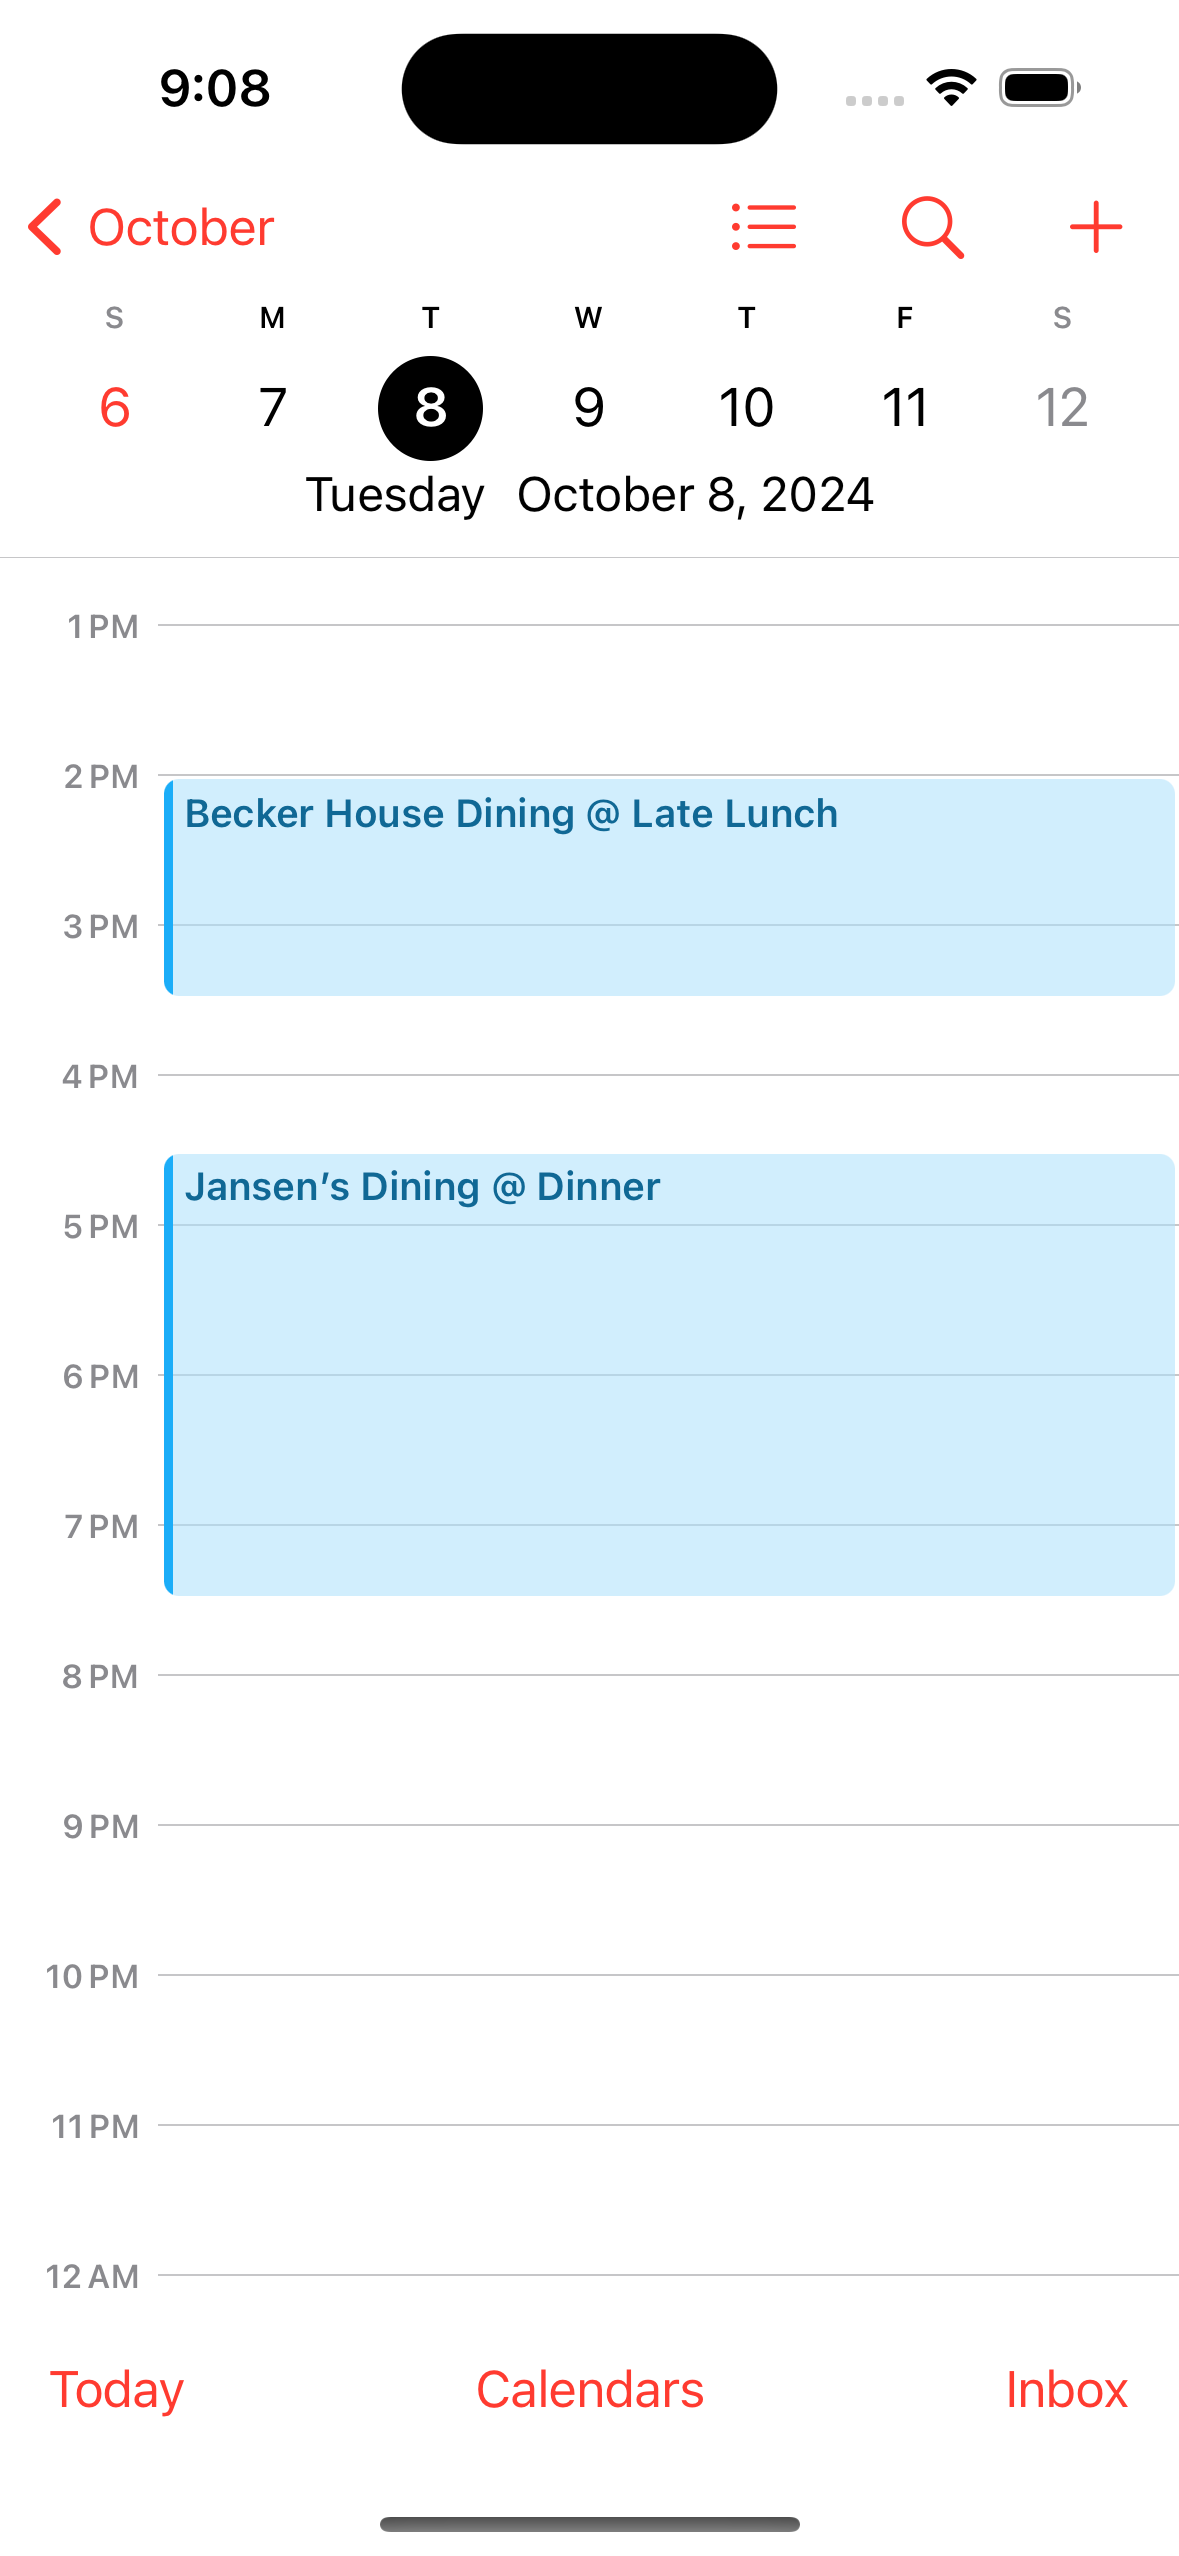 9:08
October
S M T W T F S
6 7 8 9 10 11 12
Tuesday October 8, 2024
1 PM
2 PM
Becker House Dining @ Late Lunch
3 PM
4 PM
Jansen’s Dining @ Dinner
5 PM
6 PM
7 PM
8 PM
9 PM
10 PM
11 PM
12 AM
Today Calendars Inbox